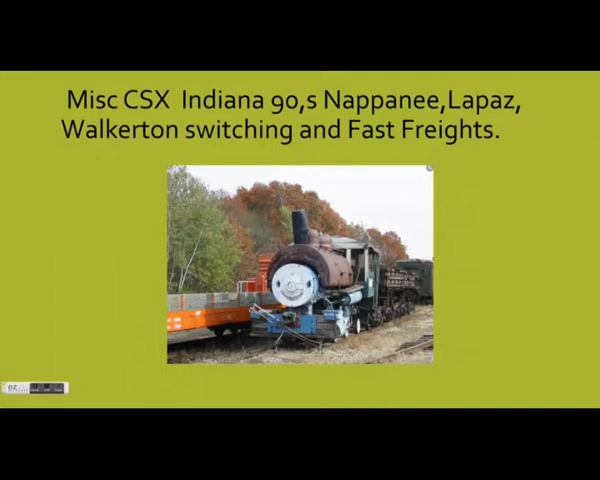 Misc CSX  Indiana 90,s Nappanee,Lapaz,
Walkerton switching and Fast Freights.